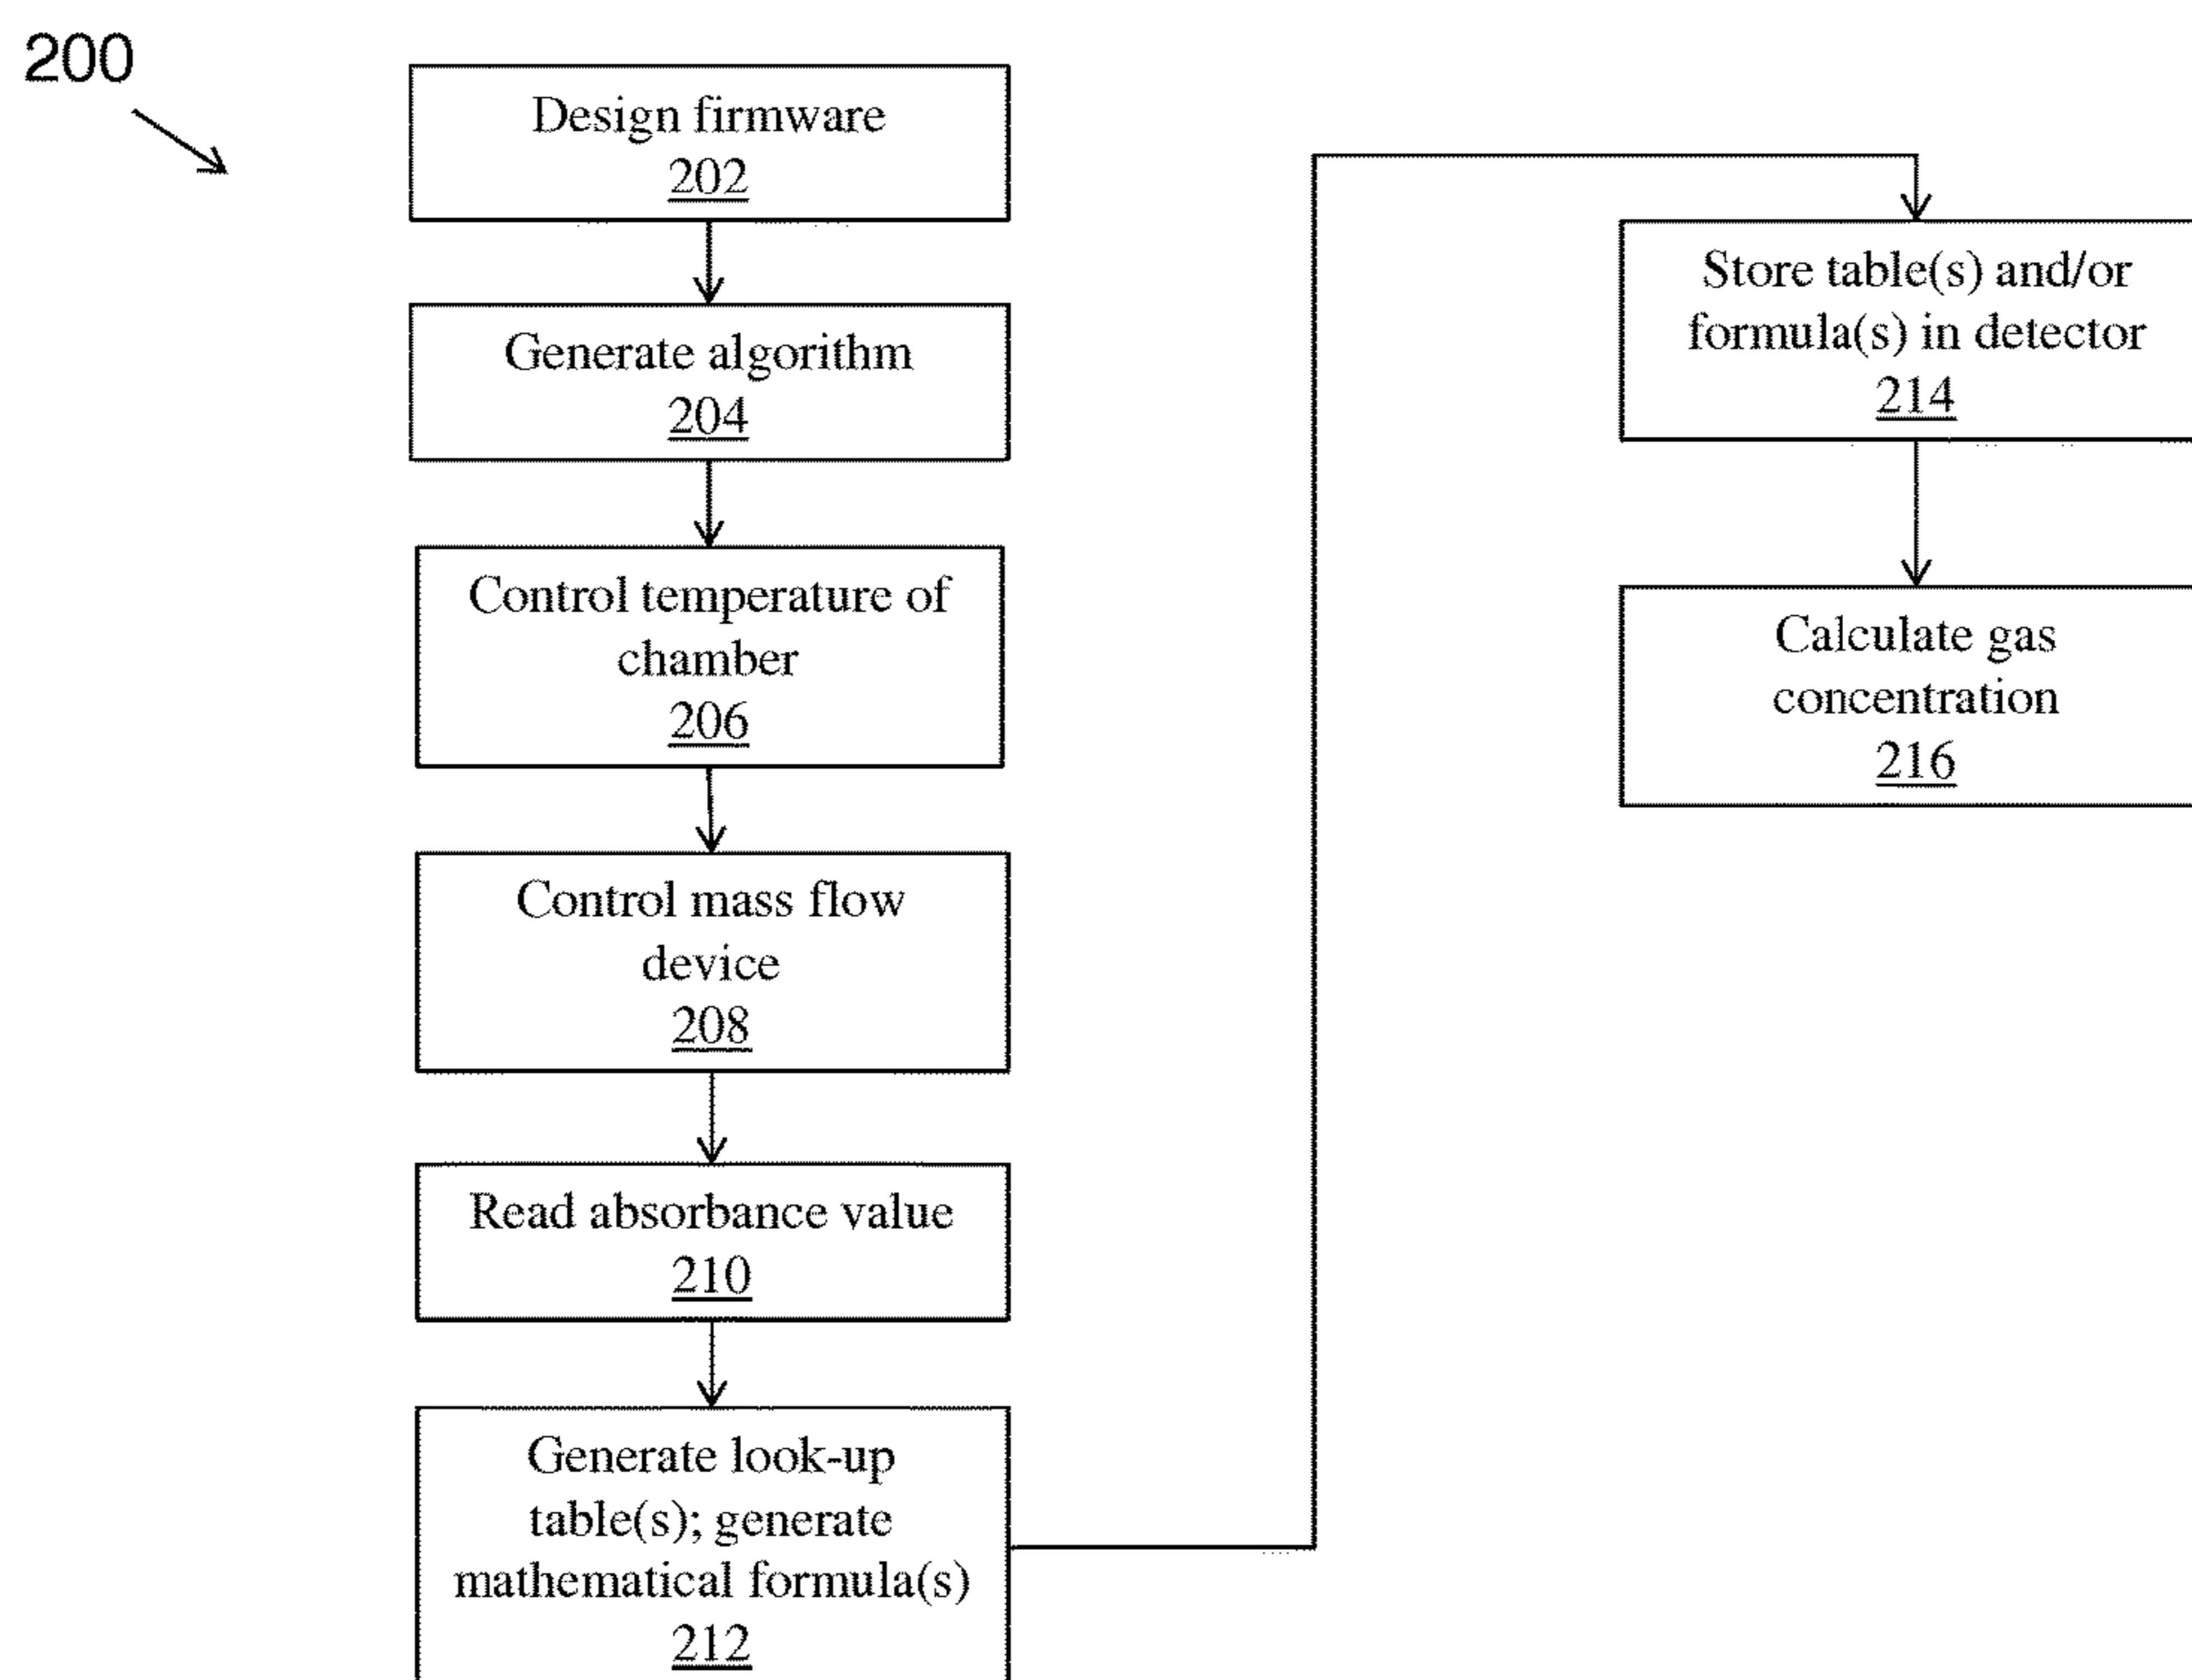 200
Design firmware
202
Generate algorithm
204
Control temperature of
chamber
206
Control mass flow
device
208
Read absorbance value
210
Generate look-up
table(s); generate
mathematical formula(s)
212
Store table(s) and/or
formula(s) in detector
214
Calculate gas
concentration
216